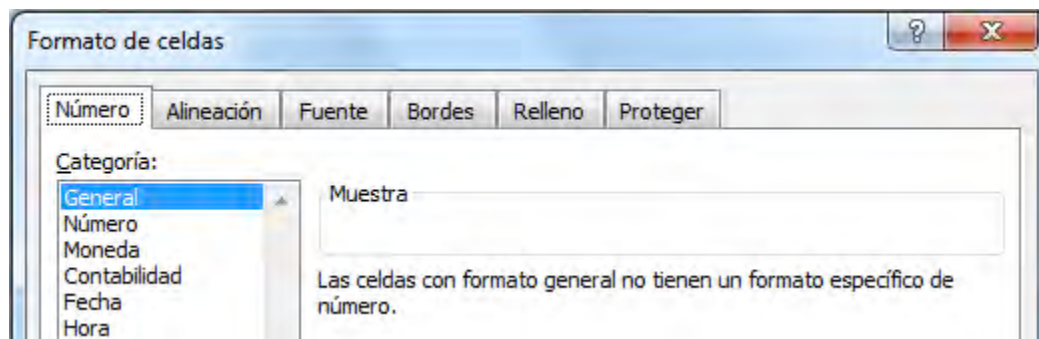 Formato de celdas
Número Alineación Fuente Bordes Relleno Proteger
Categoría:
General
Número
Moneda
Contabilidad
Fecha
Hora
Muestra
Las celdas con formato general no tienen un formato específico de
número.